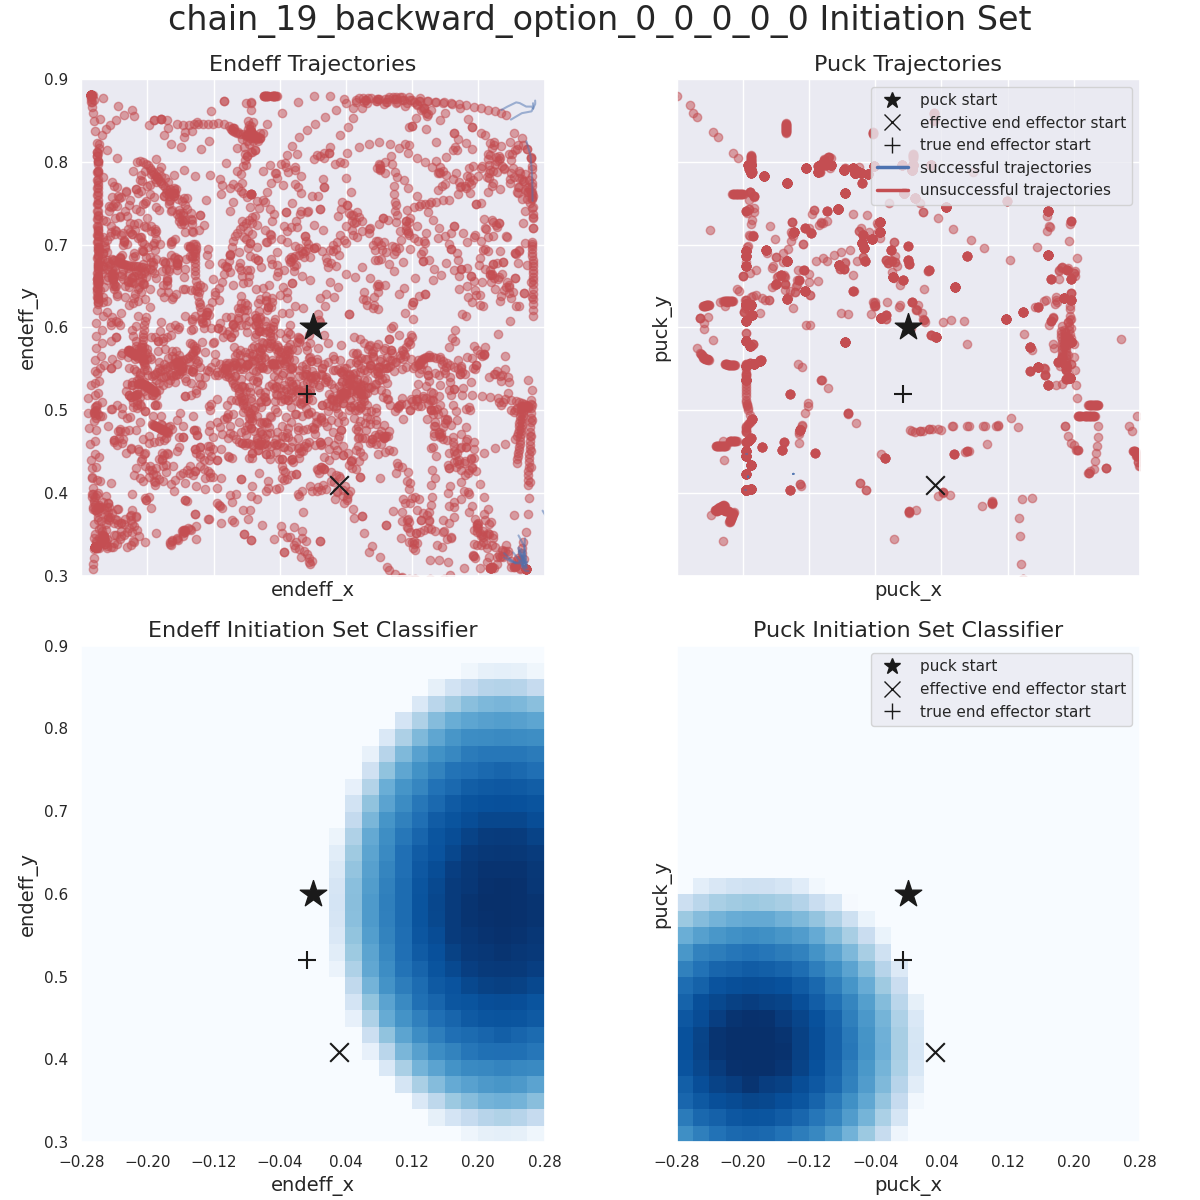 chain_19_backward_option_0_0_0_0_0 Initiation Set
Endeff Trajectories
0.9
0.8
0.7
0.6
0.5
0.4
0.3
endeff_y
endeff_x
Puck Trajectories
puck start
effective end effector start
true end effector start
successful trajectories
unsuccessful trajectories
puck_y
puck_x
Endeff Initiation Set Classifier
0.9
0.8
0.7
0.6
0.5
0.4
0.3
endeff_y
−0.28 −0.20 −0.12 −0.04 0.04 0.12 0.20 0.28
endeff_x
Puck Initiation Set Classifier
puck start
effective end effector start
true end effector start
puck_y
−0.28 −0.20 −0.12 −0.04 0.04 0.12 0.20 0.28
puck_x